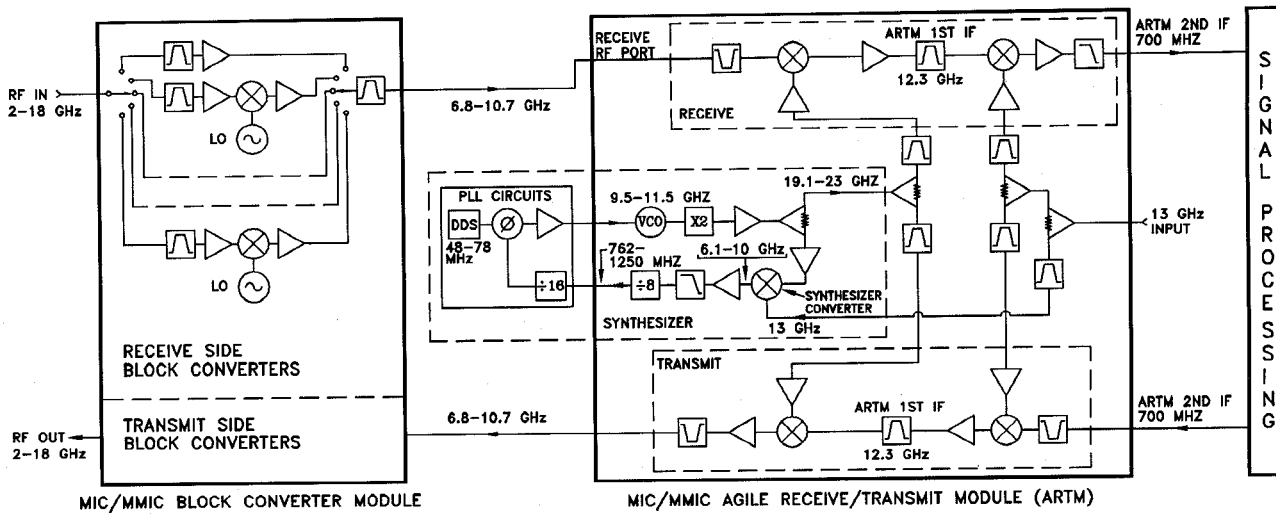 RF IN
2-18 GHz
LO
LO
RECEIVE SIDE
BLOCK CONVERTERS
TRANSMIT SIDE
BLOCK CONVERTERS
RF OUT
2-18 GHz
MIC/MMIC BLOCK CONVERTER MODULE
6.8-10.7 GHz
6.8-10.7 GHz
RECEIVE
RF PORT
ARTM 1ST IF
12.3 GHz
RECEIVE
ARTM 2ND IF
700 MHZ
PLL CIRCUITS
DDS
Ø
48-78
MHz
÷16
9.5-11.5 GHZ
VCO
X2
19.1-23 GHZ
762-
1250 MHZ
6.1-10 GHz
÷8
SYNTHESIZER
CONVERTER
SYNTHESIZER
13 GHz
13 GHz
INPUT
TRANSMIT
ARTM 1ST IF
12.3 GHz
ARTM 2ND IF
700 MHZ
MIC/MMIC AGILE RECEIVE/TRANSMIT MODULE (ARTM)
SIGNAL PROCESSING